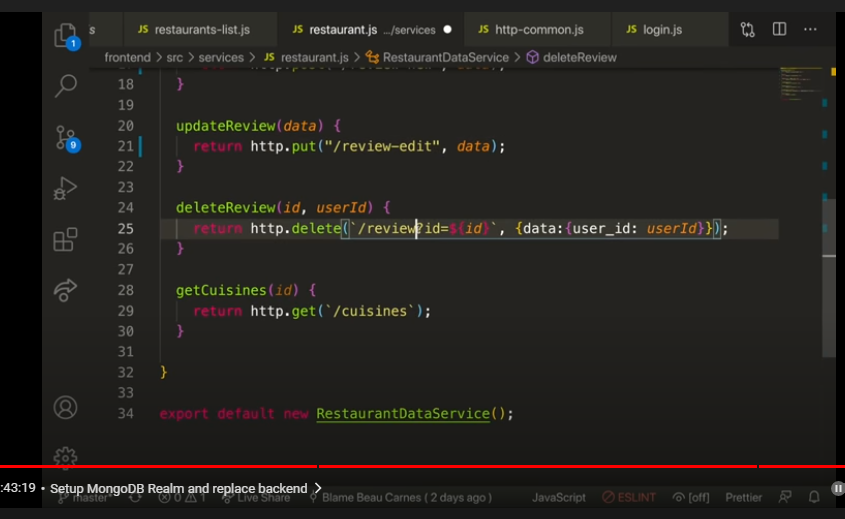 s JS restaurants-list.js JS restaurant.js .../services JS http-common.js JS login.js
frontend > src > services > JS restaurant.js > RestaurantDataService > deleteReview
1
18 }
19
20 updateReview(data) {
21 return http.put("/review-edit", data);
22 }
23
24 deleteReview(id, userId) {
25 return http.delete(`/review?id=${id}`, {data:{user_id: userId}});
26 }
27
28 getCuisines(id) {
29 return http.get(`/cuisines`);
30 }
31
32 }
33
34 export default new RestaurantDataService();
9
:43:19 • Setup MongoDB Realm and replace backend >
master* 0 1 Live Share Blame Beau Carnes ( 2 days ago ) JavaScript ESLINT [off] Prettier